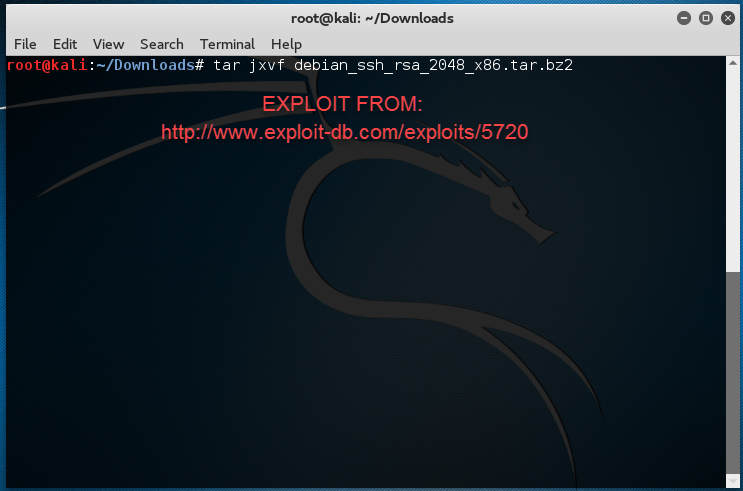 root@kali: ~/Downloads
File Edit View Search Terminal Help
root@kali:~/Downloads# tar jxvf debian_ssh_rsa_2048_x86.tar.bz2
EXPLOIT FROM:
http://www.exploit-db.com/exploits/5720